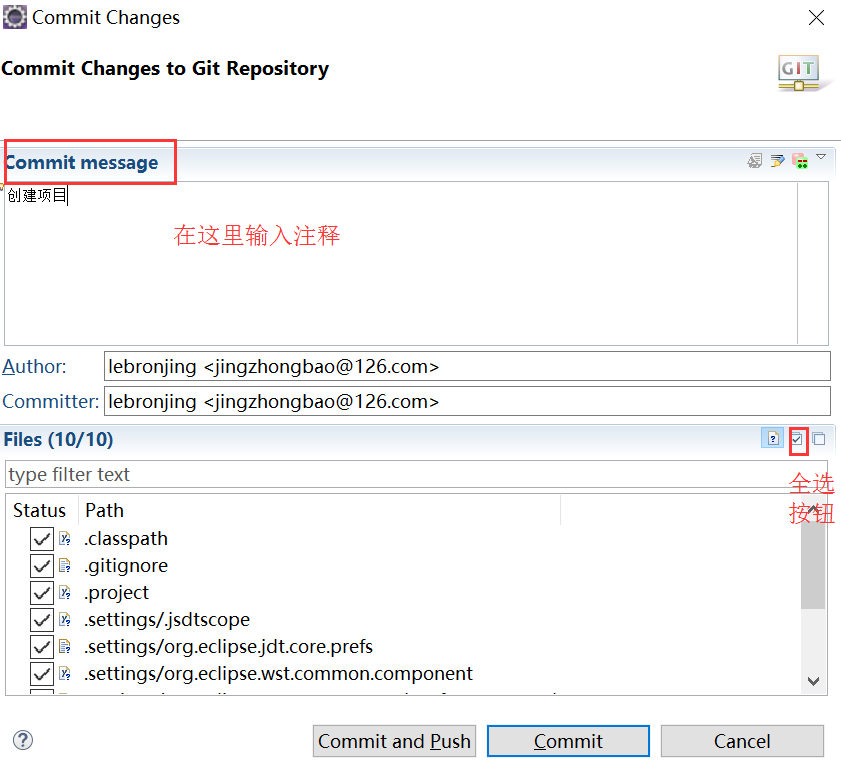 Commit Changes
Commit Changes to Git Repository
GIT
Commit message
创建项目
在这里输入注释
Author:
lebronjing <jingzhongbao@126.com>
Committer:
lebronjing <jingzhongbao@126.com>
Files (10/10)
type filter text
全选
按钮
Status
Path
.classpath
.gitignore
.project
.settings/.jsdtscope
.settings/org.eclipse.jdt.core.prefs
.settings/org.eclipse.wst.common.component
Commit and Push
Commit
Cancel